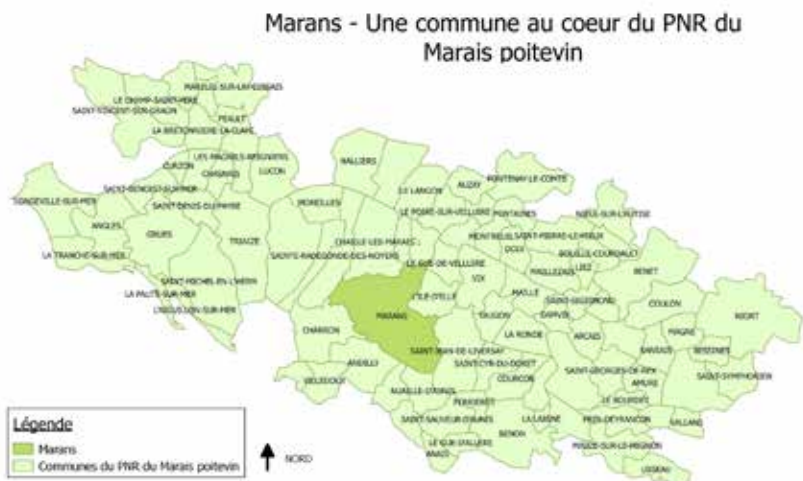 Marans - Une commune au coeur du PNR du
Marais poitevin
MAREUIL-SUR-LAY-DISSAIS
LE CHAMP-SAINT-PERE
SAINT-VINCENT-SUR-GRAON
PEAULT
LA BRETONNIERE-LA-CLAYE
LES MAGNILS-REIGNIERS
CURZON
CHASNAIS
LUCON
NALLIERS
LE LANGON
AUZAY
FONTENAY-LE-COMTE
SAINT-BENOIST-SUR-MER
LONGEVILLE-SUR-MER
SAINT-DENIS-DU-PAYRE
MOREILLES
LE POIRE-SUR-VELLUIRE
MONTAINES
NIEUL-SUR-L'AUTISE
ANGLES
GRUES
TRIAIZE
CHAILLE-LES-MARAIS
MONTREUIL
SAINT-PIERRE-LE-VIEUX
DOIX
BOUILLE-COURDAULT
LA TRANCHE-SUR-MER
SAINTE-RADEGONDE-DES-NOYERS
LE GUE-DE-VELLUIRE
VIX
MAILLEZAIS
LIEZ
BENET
SAINT-MICHEL-EN-L'HERM
L'ILE-D'ELLE
MAILLE
SAINT-SIGISMOND
COULON
LA FAUTE-SUR-MER
L'AIGUILLON-SUR-MER
MARANS
TAUGON
DAMVIX
NIORT
CHARRON
LA RONDE
ARCAIS
MAGNE
SANSAIS
BESSINES
SAINT-JEAN-DE-LIVERSAY
ANDILLY
SAINT-CYR-DU-DORET
SAINT-GEORGES-DE-REX
SAINT-SYMPHORIEN
COURCON
AMURE
NUAILLE-D'AUNIS
LE BOURDET
FERRIERES
SAINT-SAUVEUR-D'AUNIS
LA LAIGNE
PRIN-DEYRANCON
VALLANS
LE GUE-D'ALLERE
BENON
MAUZE-SUR-LE-MIGNON
ANAIS
USSEAU
Légende
Marans
Communes du PNR du Marais poitevin
NORD